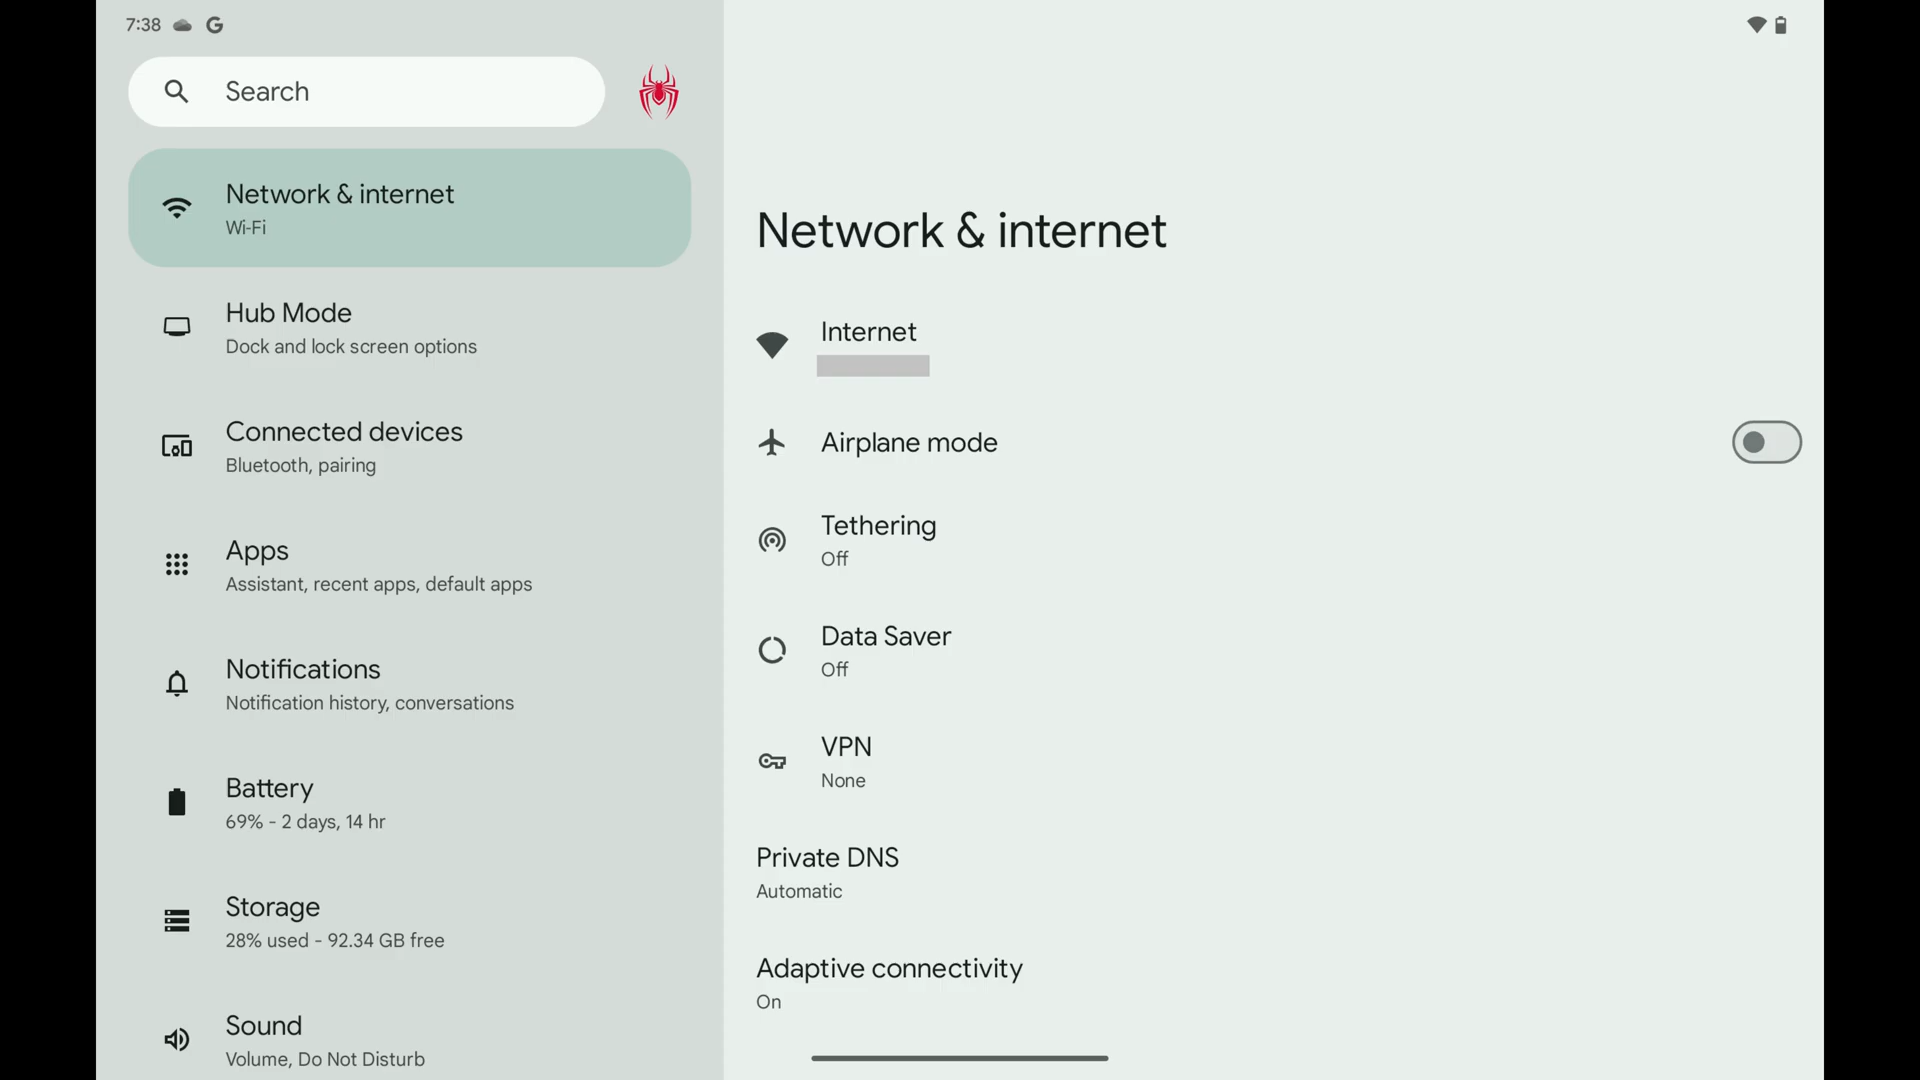 7:38
Search
Network & internet
Wi-Fi
Hub Mode
Dock and lock screen options
Connected devices
Bluetooth, pairing
Apps
Assistant, recent apps, default apps
Notifications
Notification history, conversations
Battery
69% - 2 days, 14 hr
Storage
28% used - 92.34 GB free
Sound
Volume, Do Not Disturb
Network & internet
Internet
Airplane mode
Tethering
Off
Data Saver
Off
VPN
None
Private DNS
Automatic
Adaptive connectivity
On